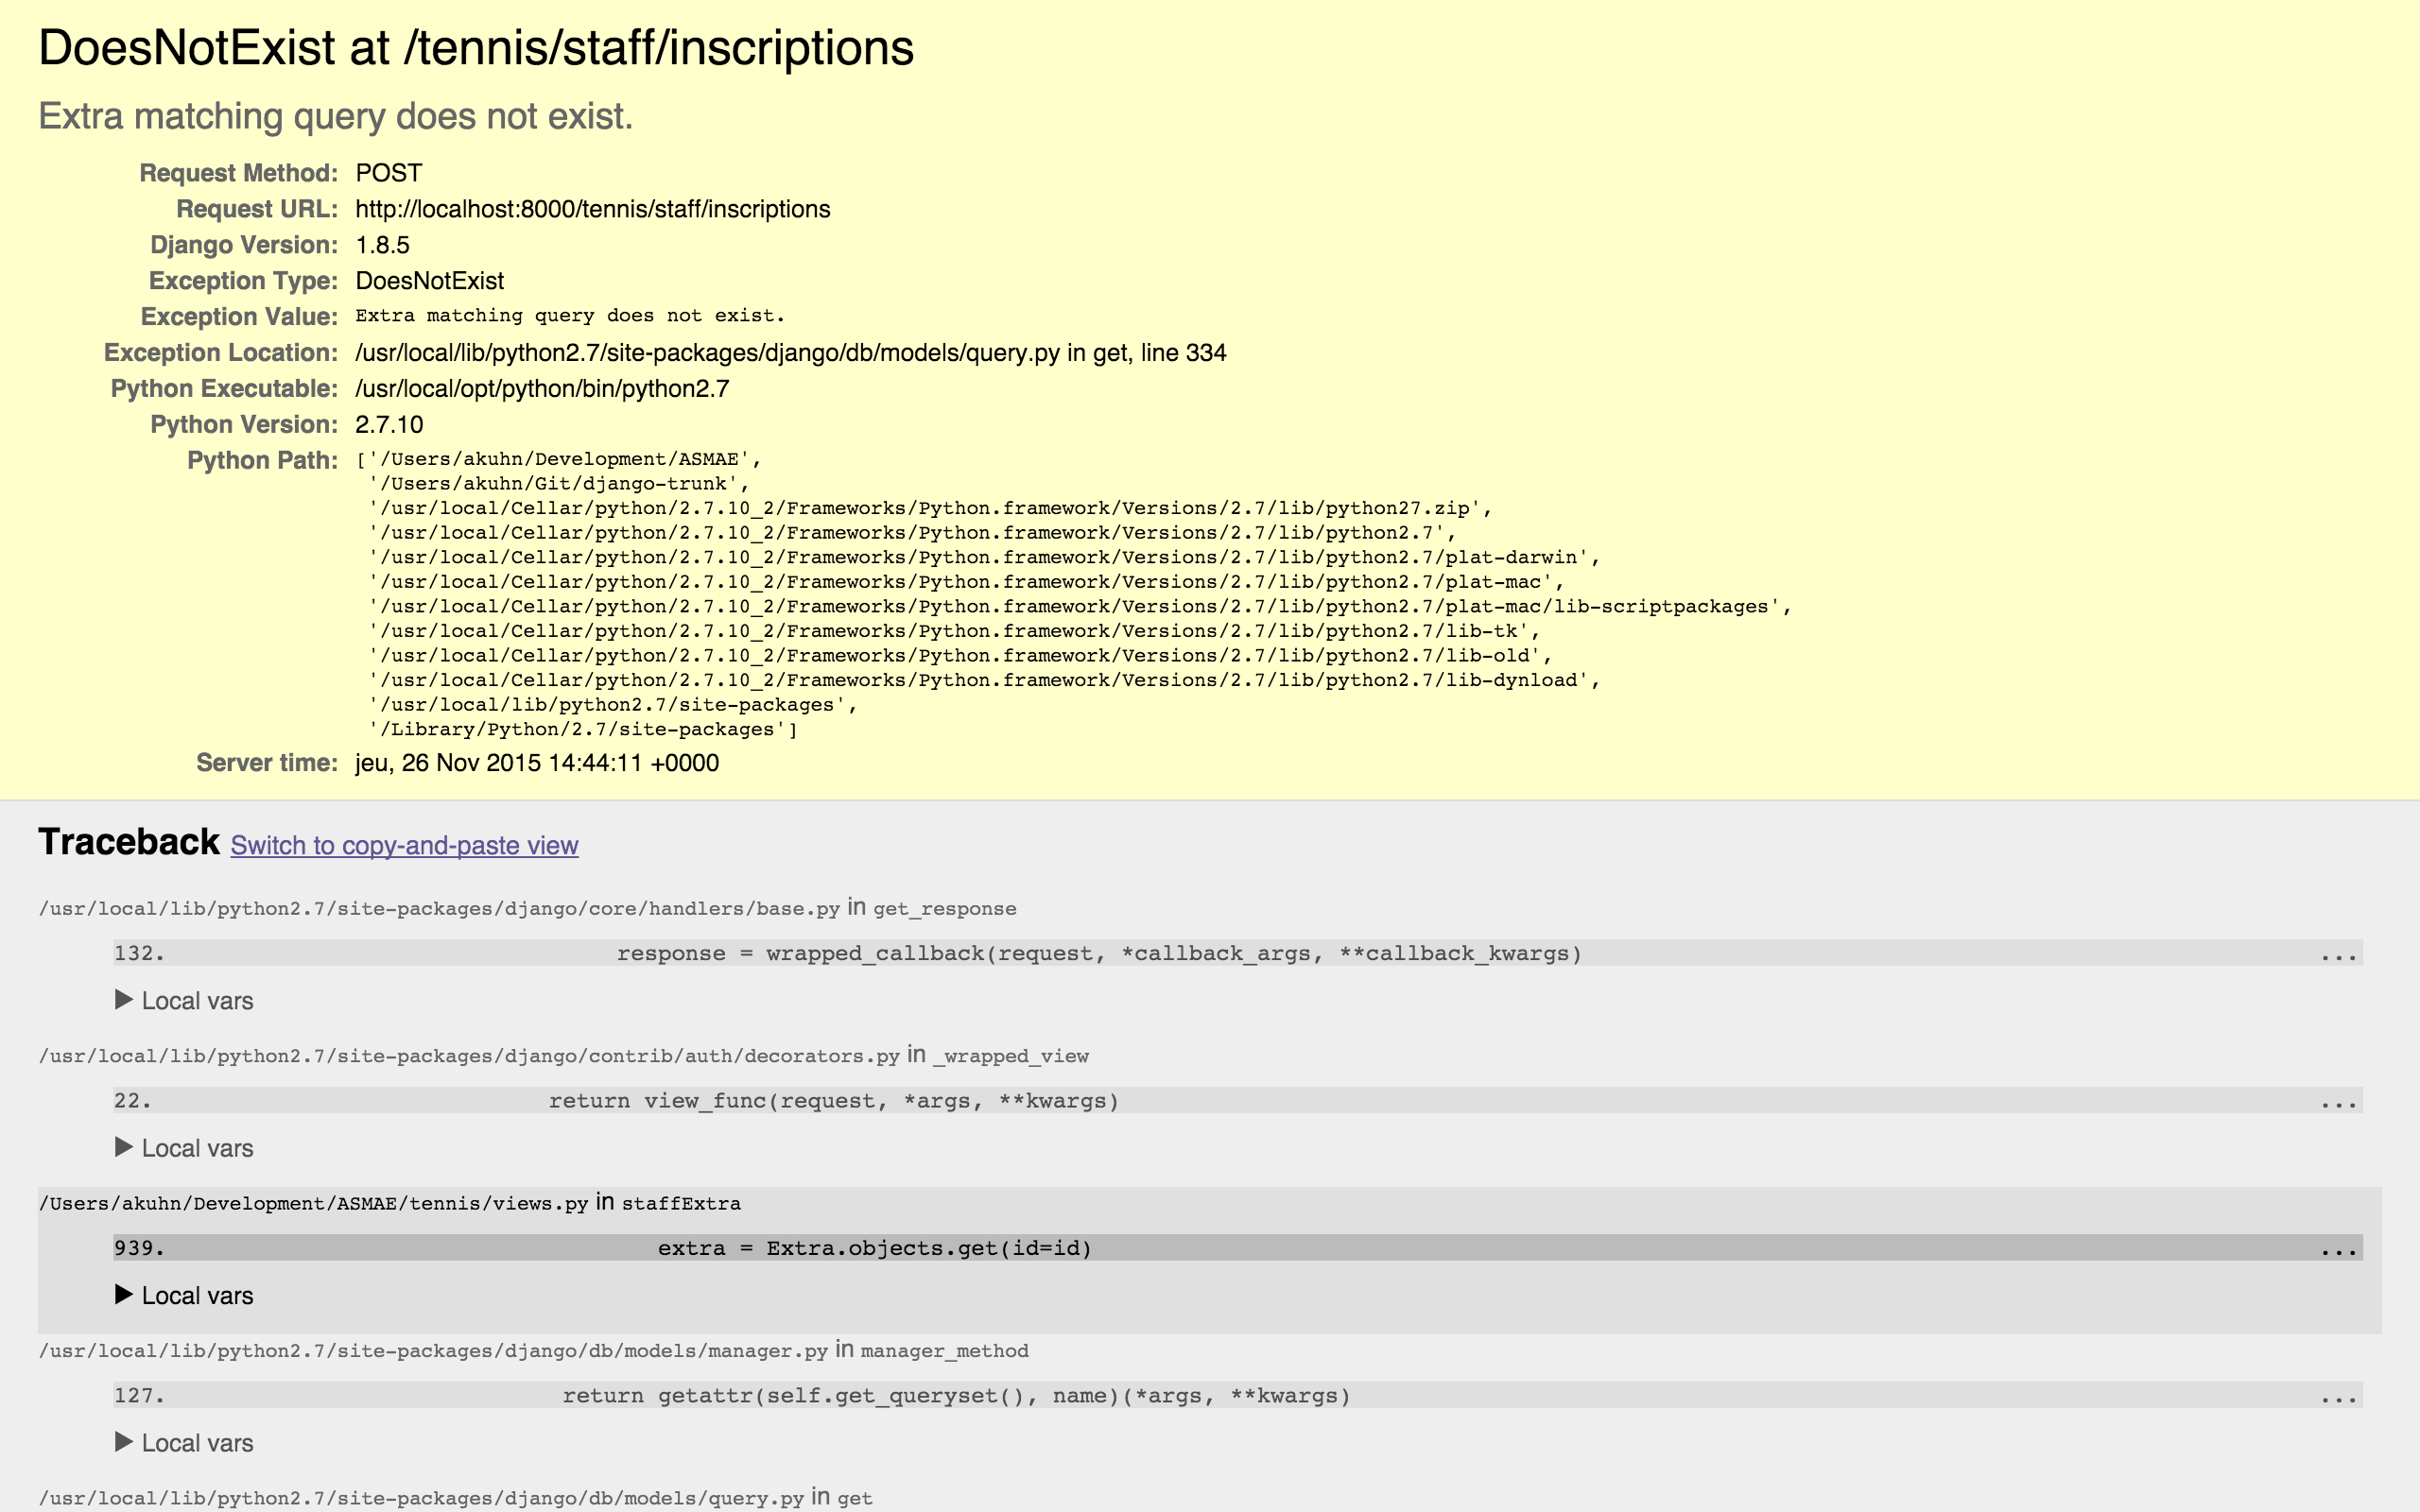 DoesNotExist at /tennis/staff/inscriptions
Extra matching query does not exist.
Request Method: POST
Request URL: http://localhost:8000/tennis/staff/inscriptions
Django Version: 1.8.5
Exception Type: DoesNotExist
Exception Value: Extra matching query does not exist.
Exception Location: /usr/local/lib/python2.7/site-packages/django/db/models/query.py in get, line 334
Python Executable: /usr/local/opt/python/bin/python2.7
Python Version: 2.7.10
Python Path: ['/Users/akuhn/Development/ASMAE',
'/Users/akuhn/Git/django-trunk',
'/usr/local/Cellar/python/2.7.10_2/Frameworks/Python.framework/Versions/2.7/lib/python27.zip',
'/usr/local/Cellar/python/2.7.10_2/Frameworks/Python.framework/Versions/2.7/lib/python2.7',
'/usr/local/Cellar/python/2.7.10_2/Frameworks/Python.framework/Versions/2.7/lib/python2.7/plat-darwin',
'/usr/local/Cellar/python/2.7.10_2/Frameworks/Python.framework/Versions/2.7/lib/python2.7/plat-mac',
'/usr/local/Cellar/python/2.7.10_2/Frameworks/Python.framework/Versions/2.7/lib/python2.7/plat-mac/lib-scriptpackages',
'/usr/local/Cellar/python/2.7.10_2/Frameworks/Python.framework/Versions/2.7/lib/python2.7/lib-tk',
'/usr/local/Cellar/python/2.7.10_2/Frameworks/Python.framework/Versions/2.7/lib/python2.7/lib-old',
'/usr/local/Cellar/python/2.7.10_2/Frameworks/Python.framework/Versions/2.7/lib/python2.7/lib-dynload',
'/usr/local/lib/python2.7/site-packages',
'/Library/Python/2.7/site-packages']
Server time: jeu, 26 Nov 2015 14:44:11 +0000
Traceback Switch to copy-and-paste view
/usr/local/lib/python2.7/site-packages/django/core/handlers/base.py in get_response
132. response = wrapped_callback(request, *callback_args, **callback_kwargs) ...
▶ Local vars
/usr/local/lib/python2.7/site-packages/django/contrib/auth/decorators.py in _wrapped_view
22. return view_func(request, *args, **kwargs) ...
▶ Local vars
/Users/akuhn/Development/ASMAE/tennis/views.py in staffExtra
939. extra = Extra.objects.get(id=id) ...
▶ Local vars
/usr/local/lib/python2.7/site-packages/django/db/models/manager.py in manager_method
127. return getattr(self.get_queryset(), name)(*args, **kwargs) ...
▶ Local vars
/usr/local/lib/python2.7/site-packages/django/db/models/query.py in get